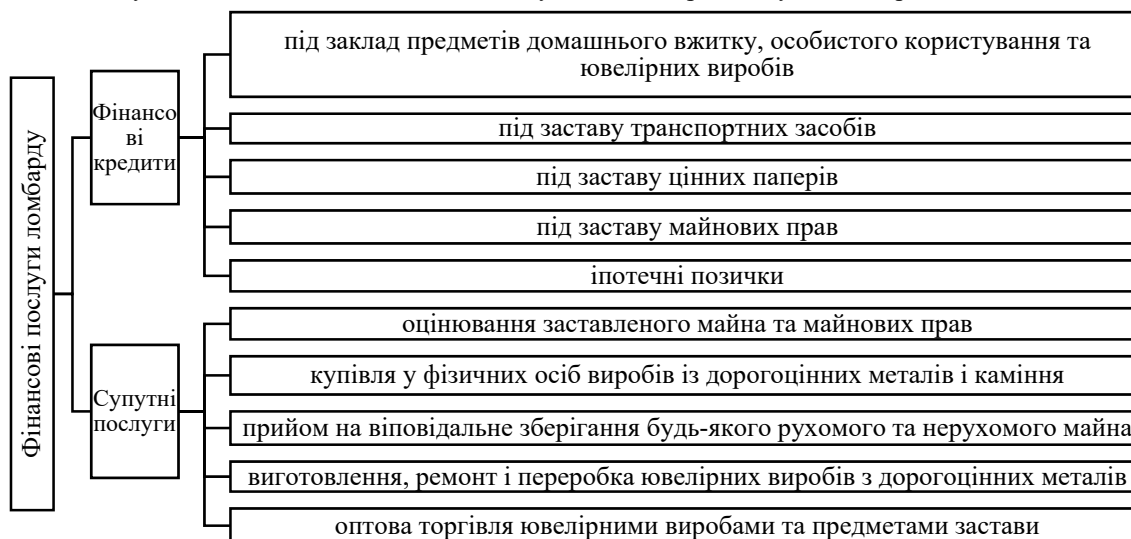 Фінансові послуги ломбарду
Фінансо
ві
кредити
під заклад предметів домашнього вжитку, особистого користування та
ювелірних виробів
під заставу транспортних засобів
під заставу цінних паперів
під заставу майнових прав
іпотечні позички
Супутні
послуги
оцінювання заставленого майна та майнових прав
купівля у фізичних осіб виробів із дорогоцінних металів і каміння
прийом на віповідальне зберігання будь-якого рухомого та нерухомого майна
виготовлення, ремонт і переробка ювелірних виробів з дорогоцінних металів
оптова торгівля ювелірними виробами та предметами застави